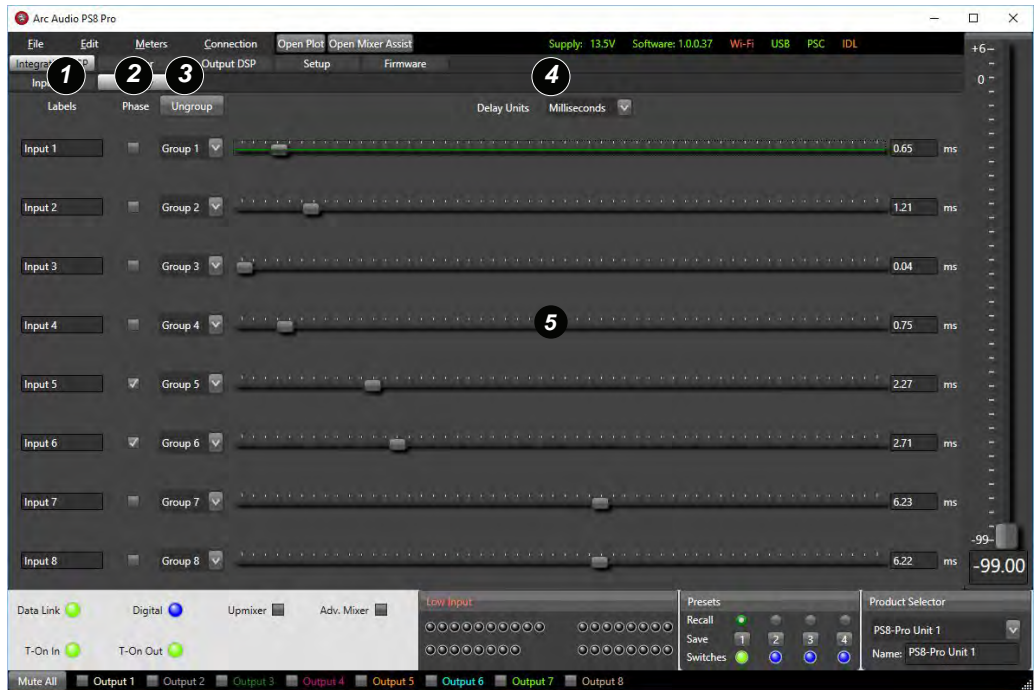 Arc Audio PS8 Pro
File Edit Meters Connection Open Plot Open Mixer Assist Supply: 13.5V Software: 1.0.0.37 Wi-Fi USB PSC IDL
Output DSP Setup Firmware
1 2 3 4
Labels Phase Ungroup Delay Units Milliseconds
Input 1 Group 1 0.65 ms
Input 2 Group 2 1.21 ms
Input 3 Group 3 0.04 ms
Input 4 Group 4 5 0.75 ms
Input 5 Group 5 2.27 ms
Input 6 Group 6 2.71 ms
Input 7 Group 7 6.23 ms
Input 8 Group 8 6.22 ms
+6
0
-99
-99.00
Data Link Digital Upmixer Adv. Mixer
T-On In T-On Out
Low Input
Presets
Recall
Save 1 2 3 4
Switches
Product Selector
PS8-Pro Unit 1
Name: PS8-Pro Unit 1
Mute All Output 1 Output 2 Output 3 Output 4 Output 5 Output 6 Output 7 Output 8